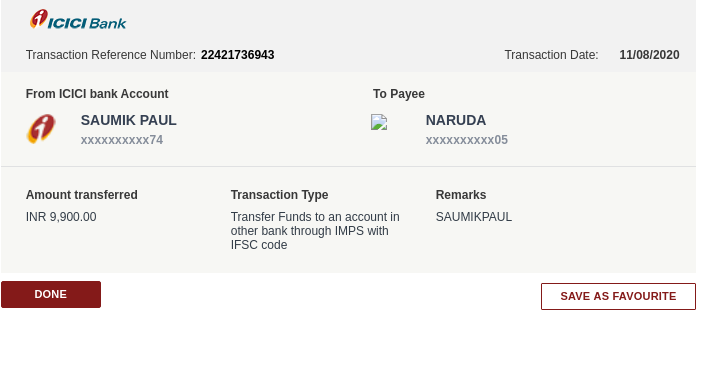 ICICI Bank
Transaction Reference Number: 22421736943 Transaction Date: 11/08/2020
From ICICI bank Account To Payee
SAUMIK PAUL NARUDA
xxxxxxxxxx74 xxxxxxxxxx05
Amount transferred Transaction Type Remarks
INR 9,900.00 Transfer Funds to an account in SAUMIKPAUL
other bank through IMPS with
IFSC code
DONE SAVE AS FAVOURITE